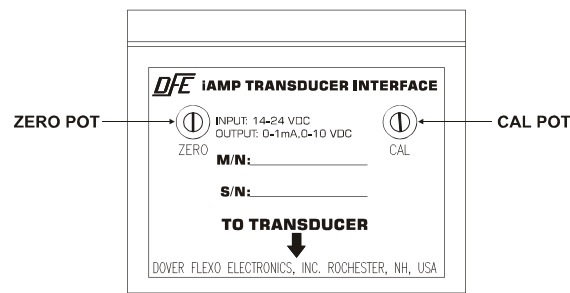 DFE iAMP TRANSDUCER INTERFACE
ZERO POT
INPUT: 14-24 VDC
OUTPUT: 0-1mA,0-10 VDC
CAL POT
ZERO
CAL
M/N:
S/N:
TO TRANSDUCER
DOVER FLEXO ELECTRONICS, INC. ROCHESTER, NH, USA